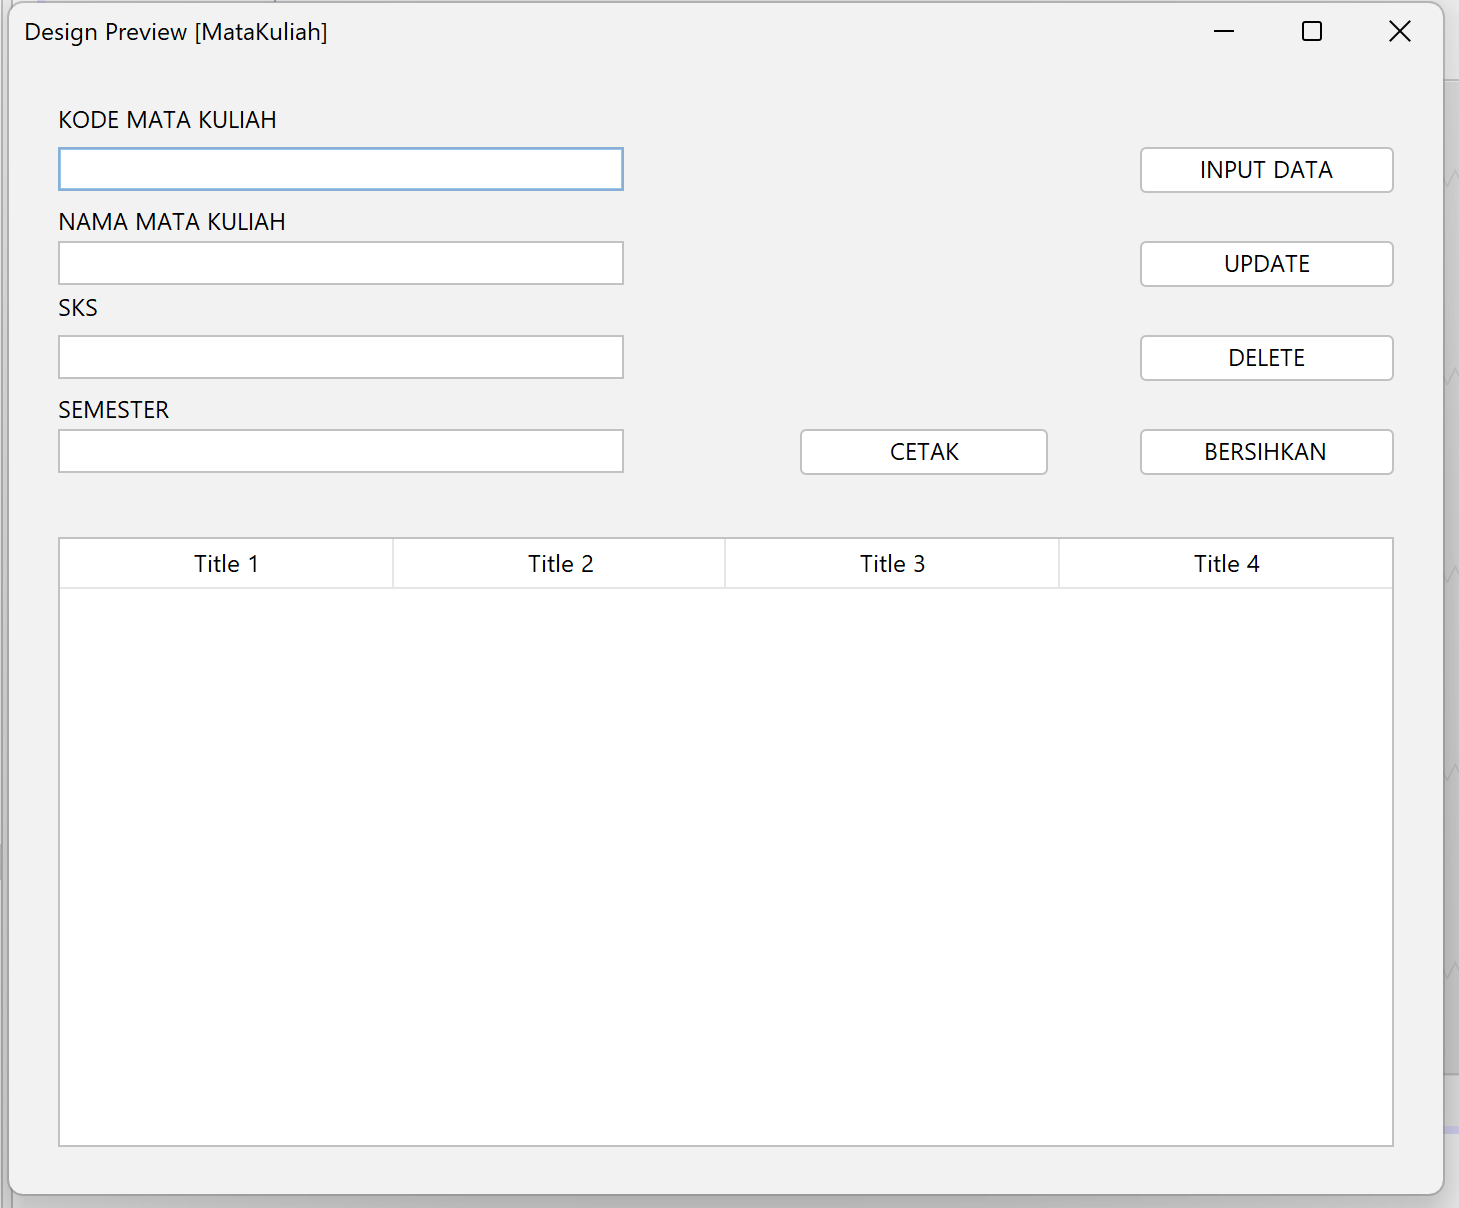 Design Preview [MataKuliah]
KODE MATA KULIAH
INPUT DATA
NAMA MATA KULIAH
UPDATE
SKS
DELETE
SEMESTER
CETAK
BERSIHKAN
Title 1 Title 2 Title 3 Title 4